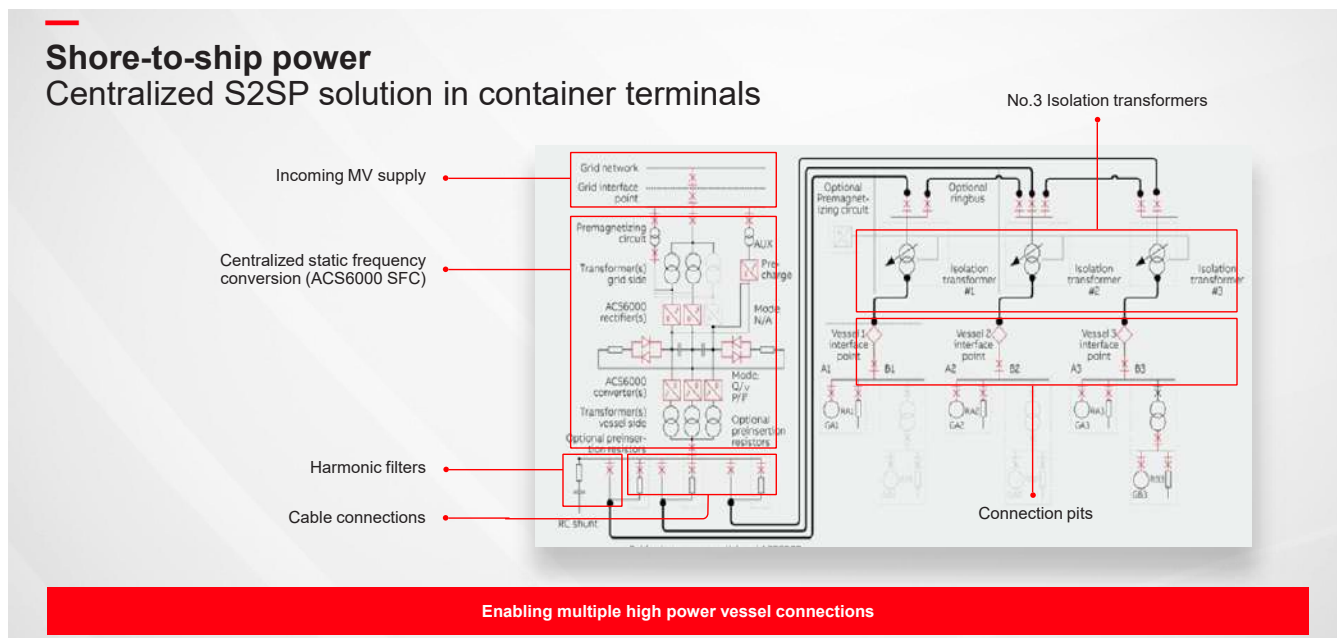 Shore-to-ship power
Centralized S2SP solution in container terminals
No.3 Isolation transformers
Incoming MV supply
Centralized static frequency
conversion (ACS6000 SFC)
Harmonic filters
Cable connections
Grid network
Grid interface
point
Premagnetizing
circuit
AUX
Pre-
charge
Transformer(s)
grid side
ACS6000
rectifier(s)
Mode
N/A
ACS6000
converter(s)
Mode:
Q/v
P/F
Transformer(s)
vessel side
Optional
preinsertion
resistors
Optional preinser-
tion resistors
RC shunt
Optional
Premagnet-
izing circuit
Optional
ringbus
Isolation
transformer
#1
Isolation
transformer
#2
Isolation
transformer
#3
Vessel 1
interface
point
Vessel 2
interface
point
Vessel 3
interface
point
A1
B1
A2
B2
A3
B3
RA1
GA1
RA2
GA2
RA3
GA3
GB3
Connection pits
Enabling multiple high power vessel connections